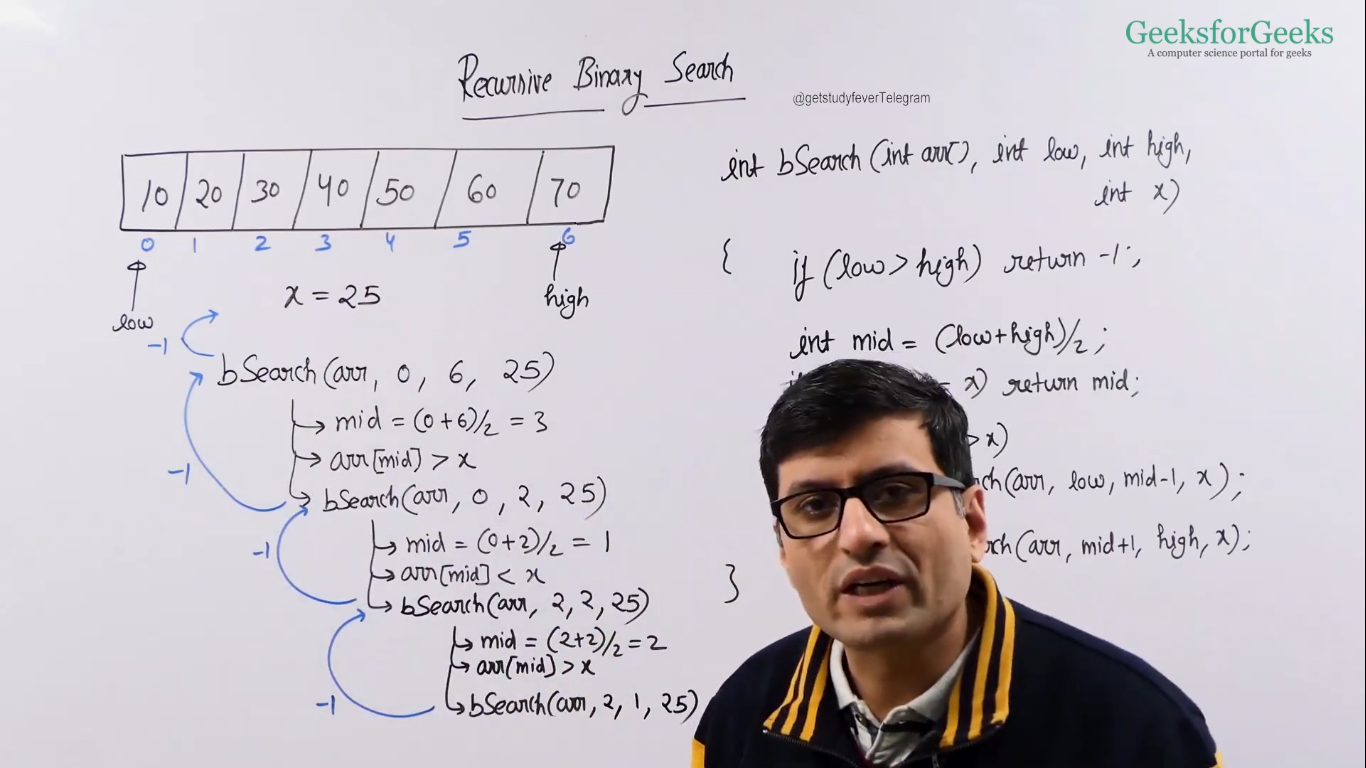 GeeksforGeeks
A computer science portal for geeks
Recursive Binary Search
@getstudyfeverTelegram
10 20 30 40 50 60 70
0 1 2 3 4 5 6
low
high
x = 25
-1
bSearch(arr, 0, 6, 25)
mid = (0+6)/2 = 3
arr[mid] > x
-1
bSearch(arr, 0, 2, 25)
-1
mid = (0+2)/2 = 1
arr[mid] < x
bSearch(arr, 2, 2, 25)
mid = (2+2)/2 = 2
arr[mid] > x
-1
bSearch(arr, 2, 1, 25)
int bSearch(int arr[], int low, int high,
int x)
{
if (low > high) return -1;
int mid = (low+high)/2;
x) return mid;
> x)
(arr, low, mid-1, x);
(arr, mid+1, high, x);
}